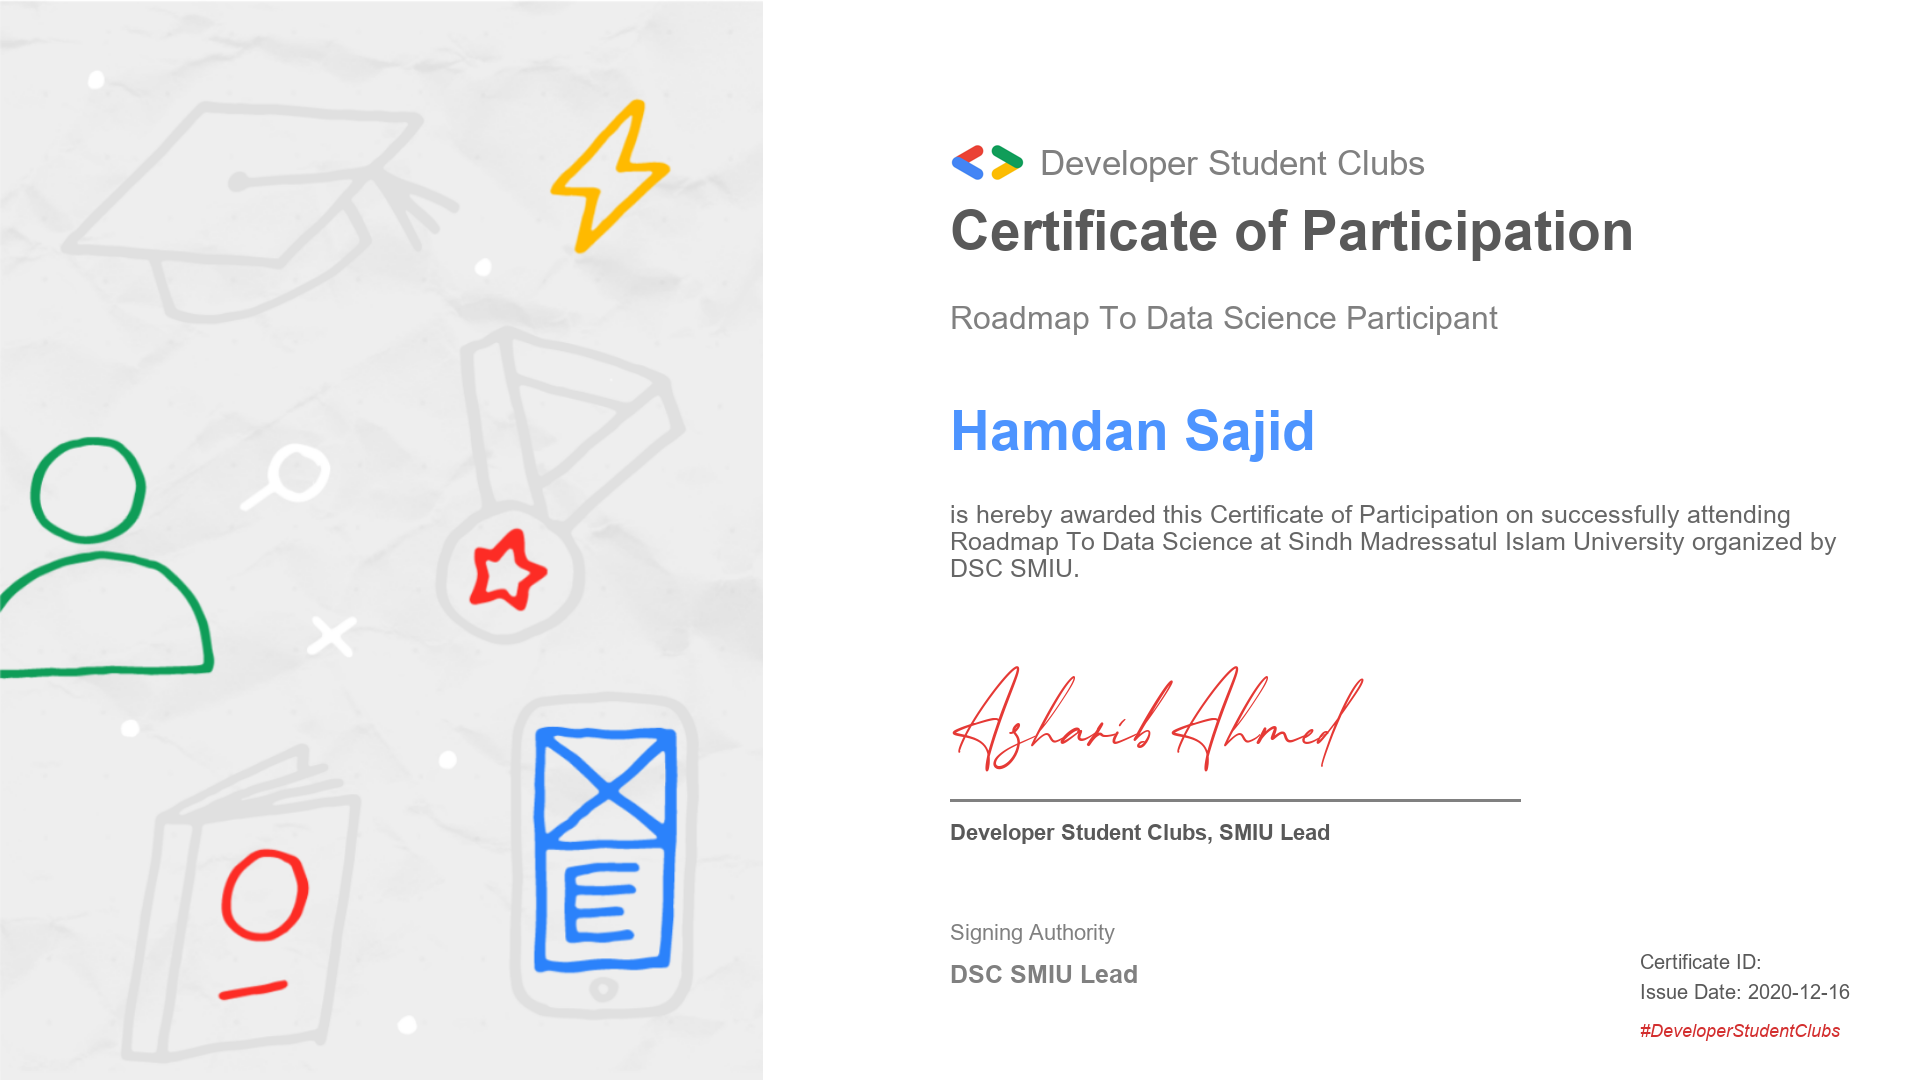 Developer Student Clubs
Certificate of Participation
Roadmap To Data Science Participant
Hamdan Sajid
is hereby awarded this Certificate of Participation on successfully attending
Roadmap To Data Science at Sindh Madressatul Islam University organized by
DSC SMIU.
Azharib Ahmed
Developer Student Clubs, SMIU Lead
Signing Authority
DSC SMIU Lead
Certificate ID:
Issue Date: 2020-12-16
#DeveloperStudentClubs